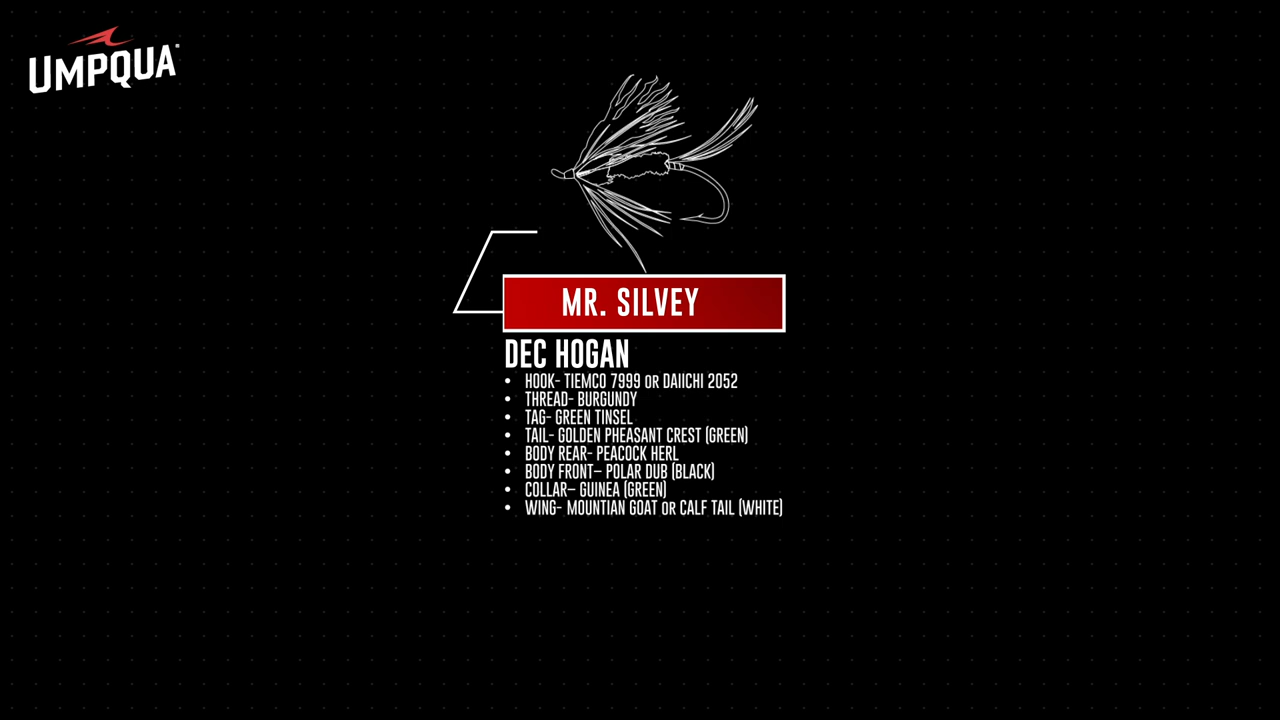 UMPQUA
MR. SILVEY
DEC HOGAN
• HOOK- TIEMCO 7999 OR DAIICHI 2052
• THREAD- BURGUNDY
• TAG- GREEN TINSEL
• TAIL- GOLDEN PHEASANT CREST (GREEN)
• BODY REAR- PEACOCK HERL
• BODY FRONT– POLAR DUB (BLACK)
• COLLAR– GUINEA (GREEN)
• WING- MOUNTIAN GOAT OR CALF TAIL (WHITE)